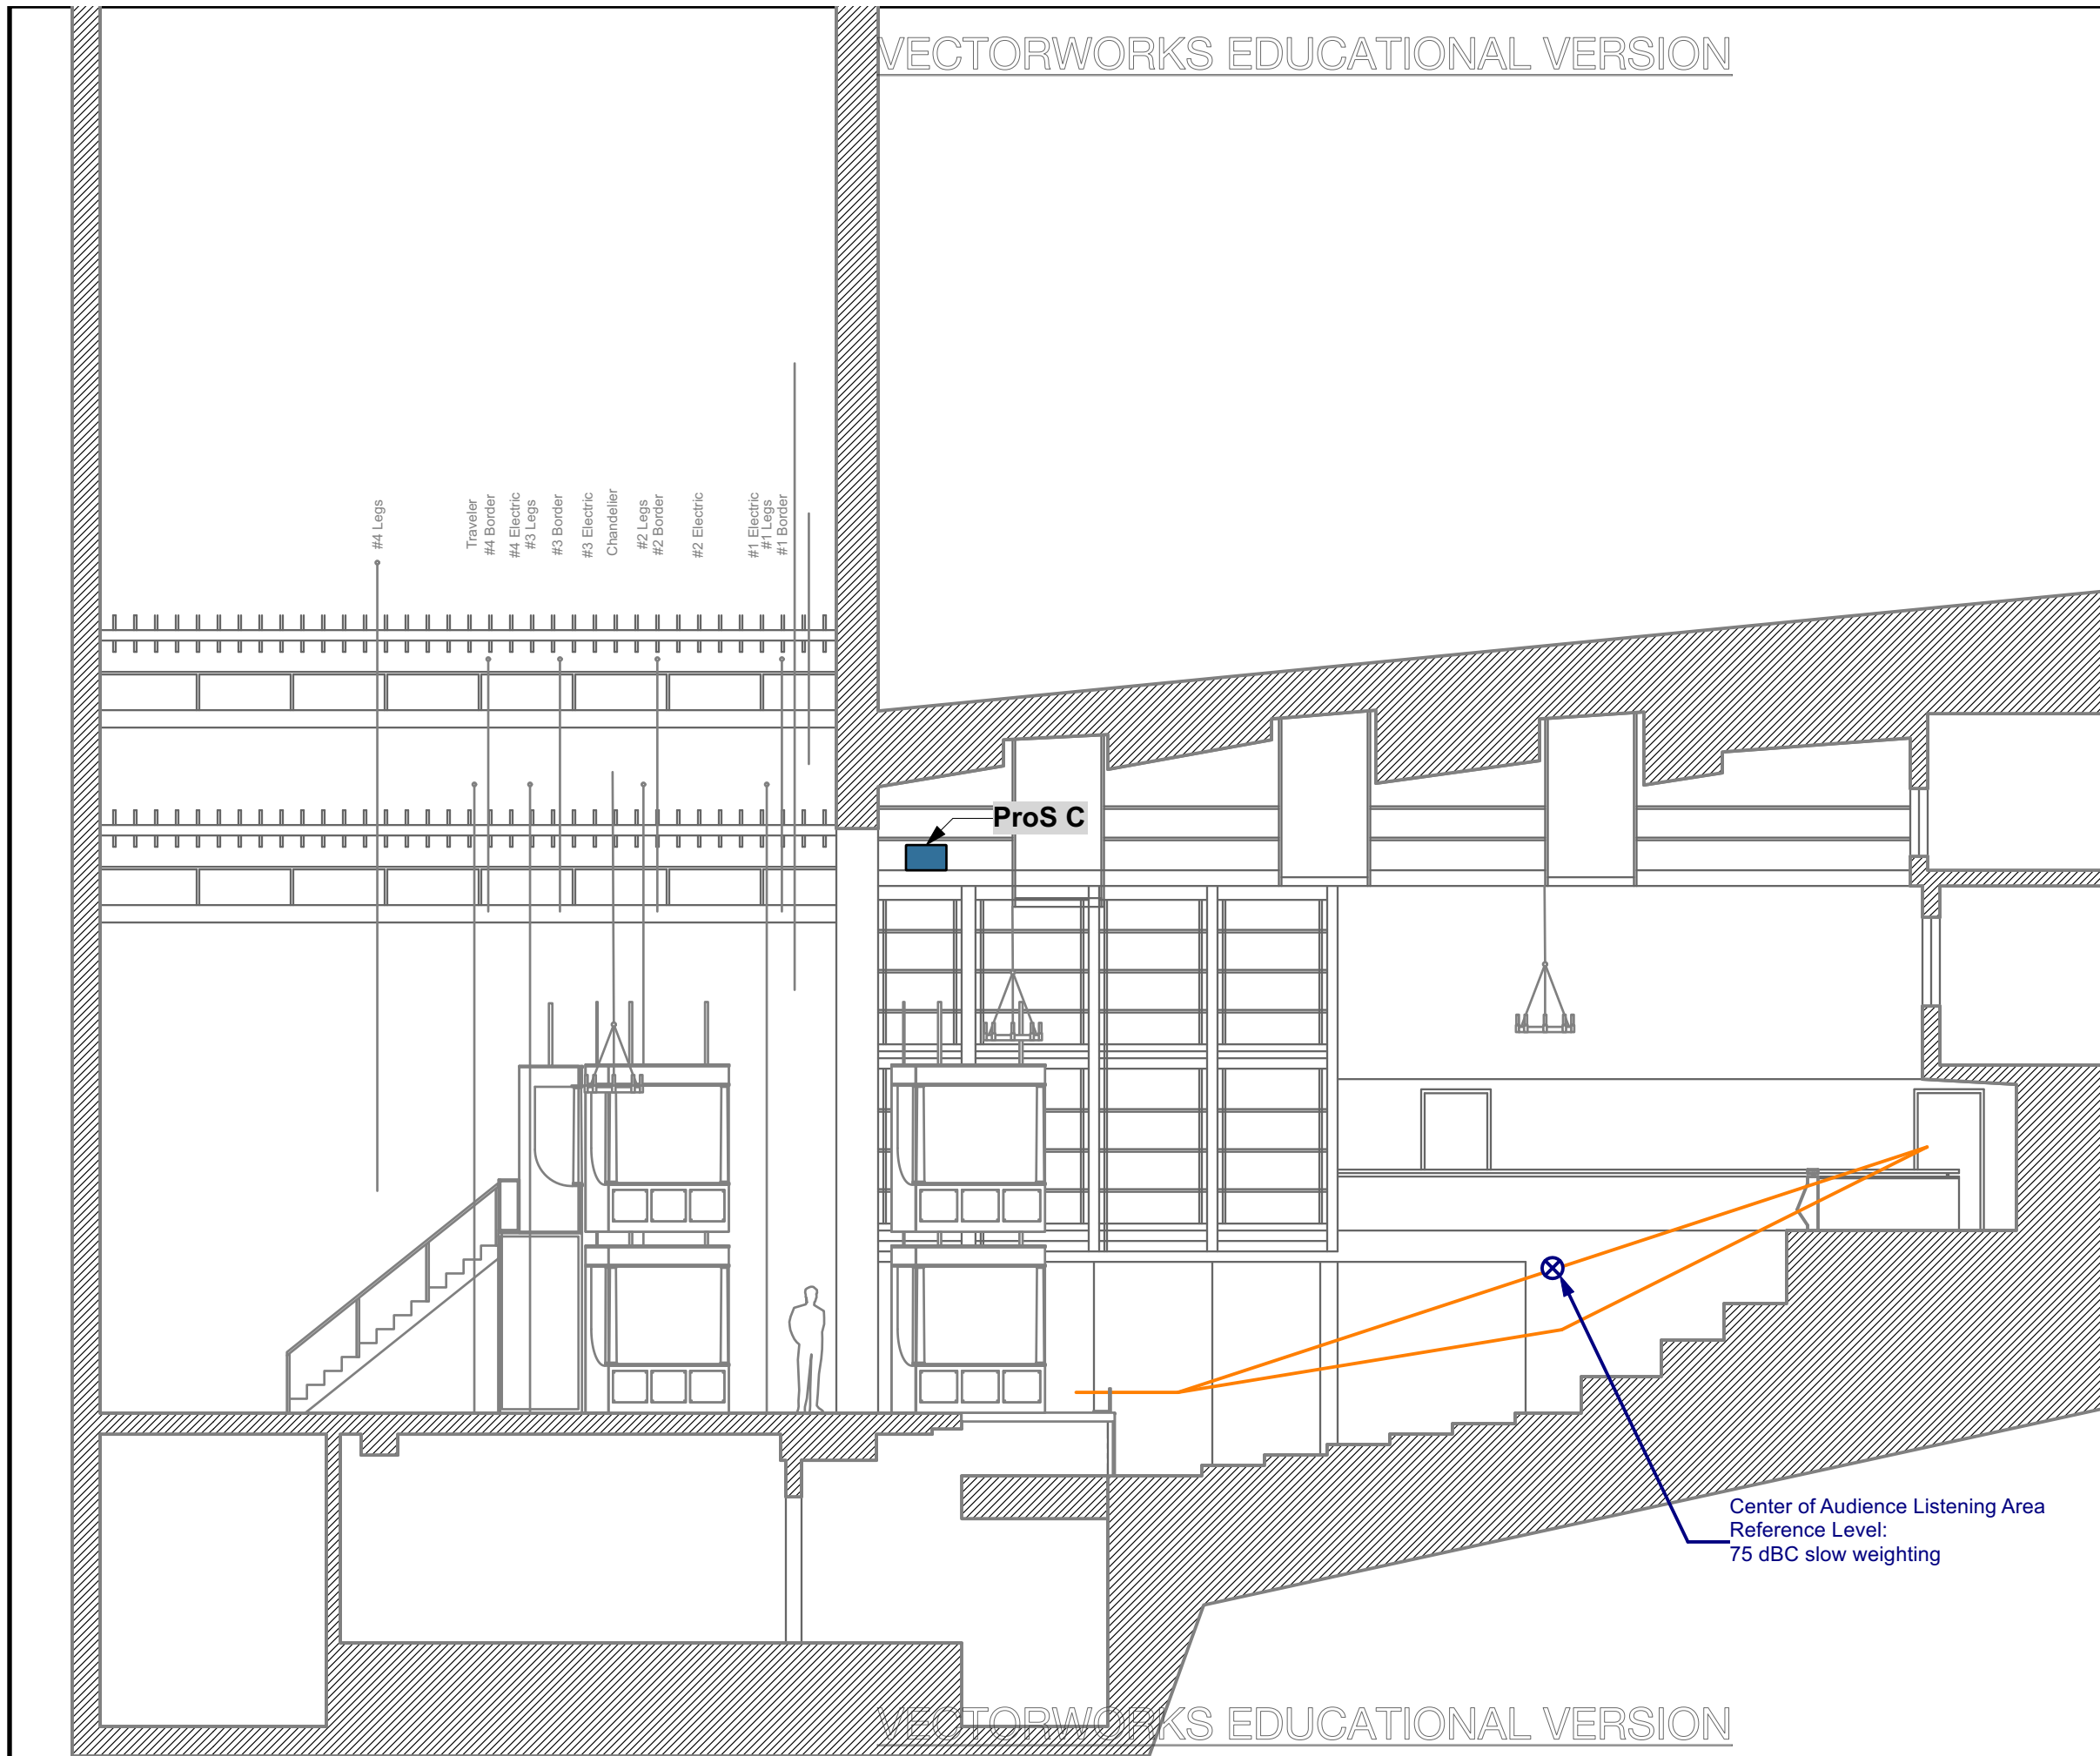 VECTORWORKS EDUCATIONAL VERSION
#4 Legs
Traveler
#4 Border
#4 Electric
#3 Legs
#3 Border
#3 Electric
Chandelier
#2 Legs
#2 Border
#2 Electric
#1 Electric
#1 Legs
#1 Border
ProS C
Center of Audience Listening Area
Reference Level:
75 dBC slow weighting
VECTORWORKS EDUCATIONAL VERSION